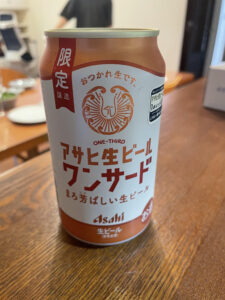 限定
醸造
おつかれ生です。
ONE-THIRD
アサヒ生ビール
ワンサード
まろ芳ばしい生ビール
Asahi
生ビール